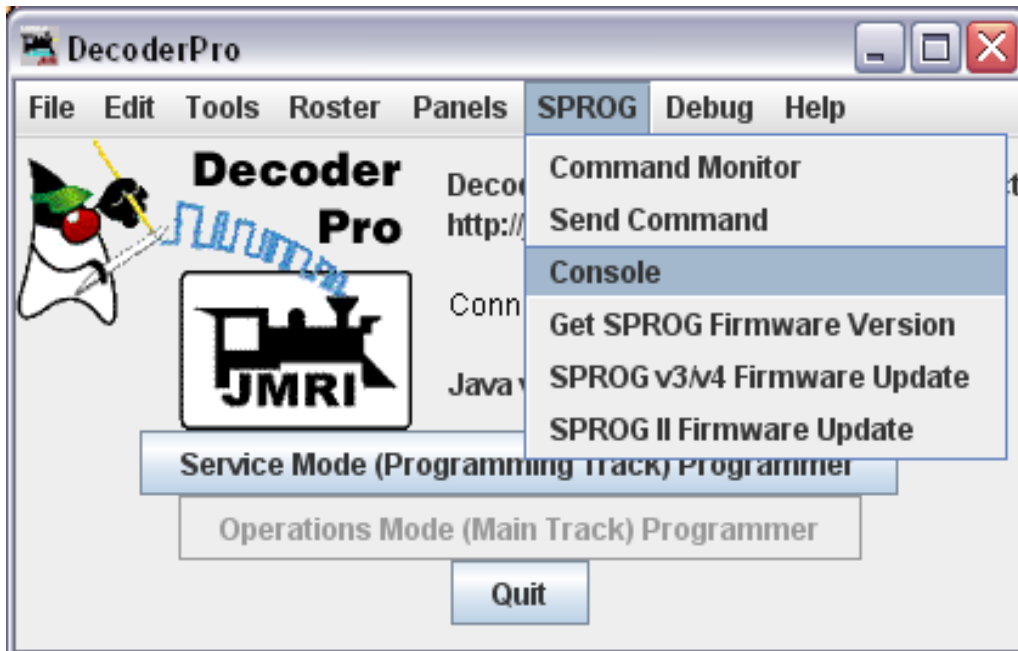 DecoderPro
File Edit Tools Roster Panels SPROG Debug Help
Decoder
Pro
http://
JMRI
Java
Command Monitor
Send Command
Console
Get SPROG Firmware Version
SPROG v3/v4 Firmware Update
SPROG II Firmware Update
Service Mode (Programming Track) Programmer
Operations Mode (Main Track) Programmer
Quit